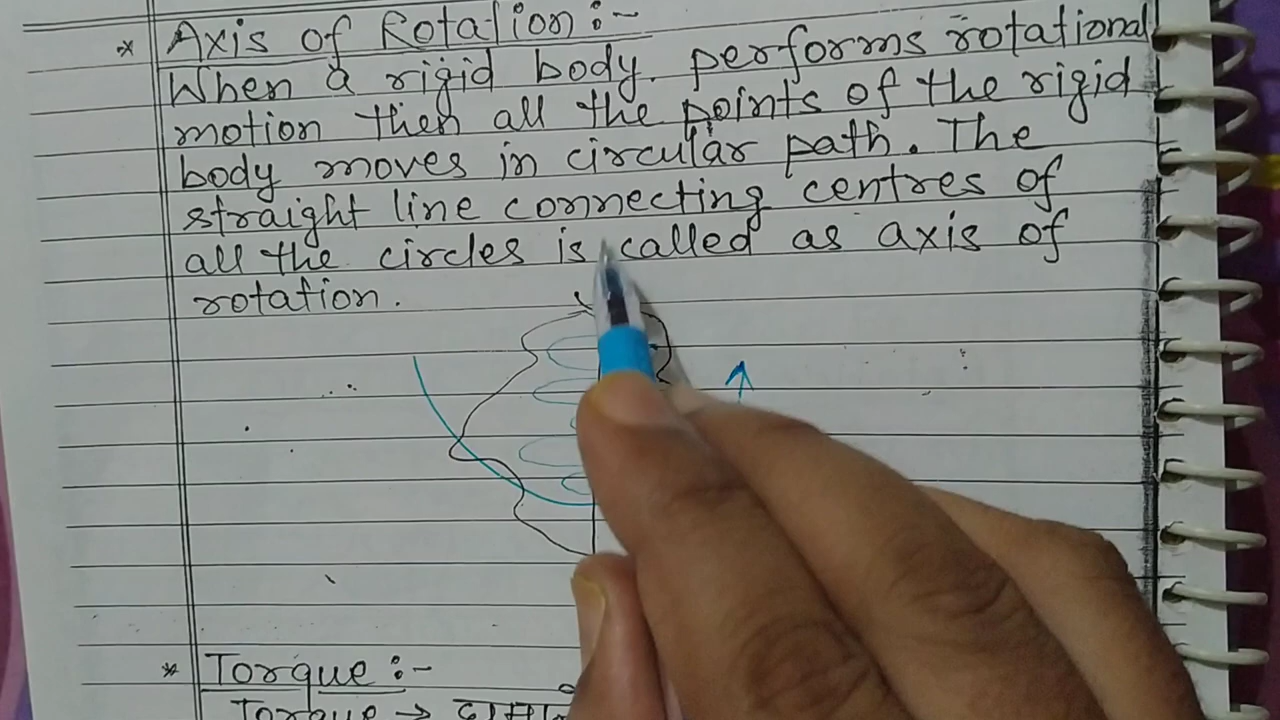 * Axis of Rotation :-
When a rigid body. performs rotational
motion then all the points of the rigid
body moves in circular path. The
straight line connecting centres of
all the circles is called as axis of
rotation.
* Torque :-
Torque →